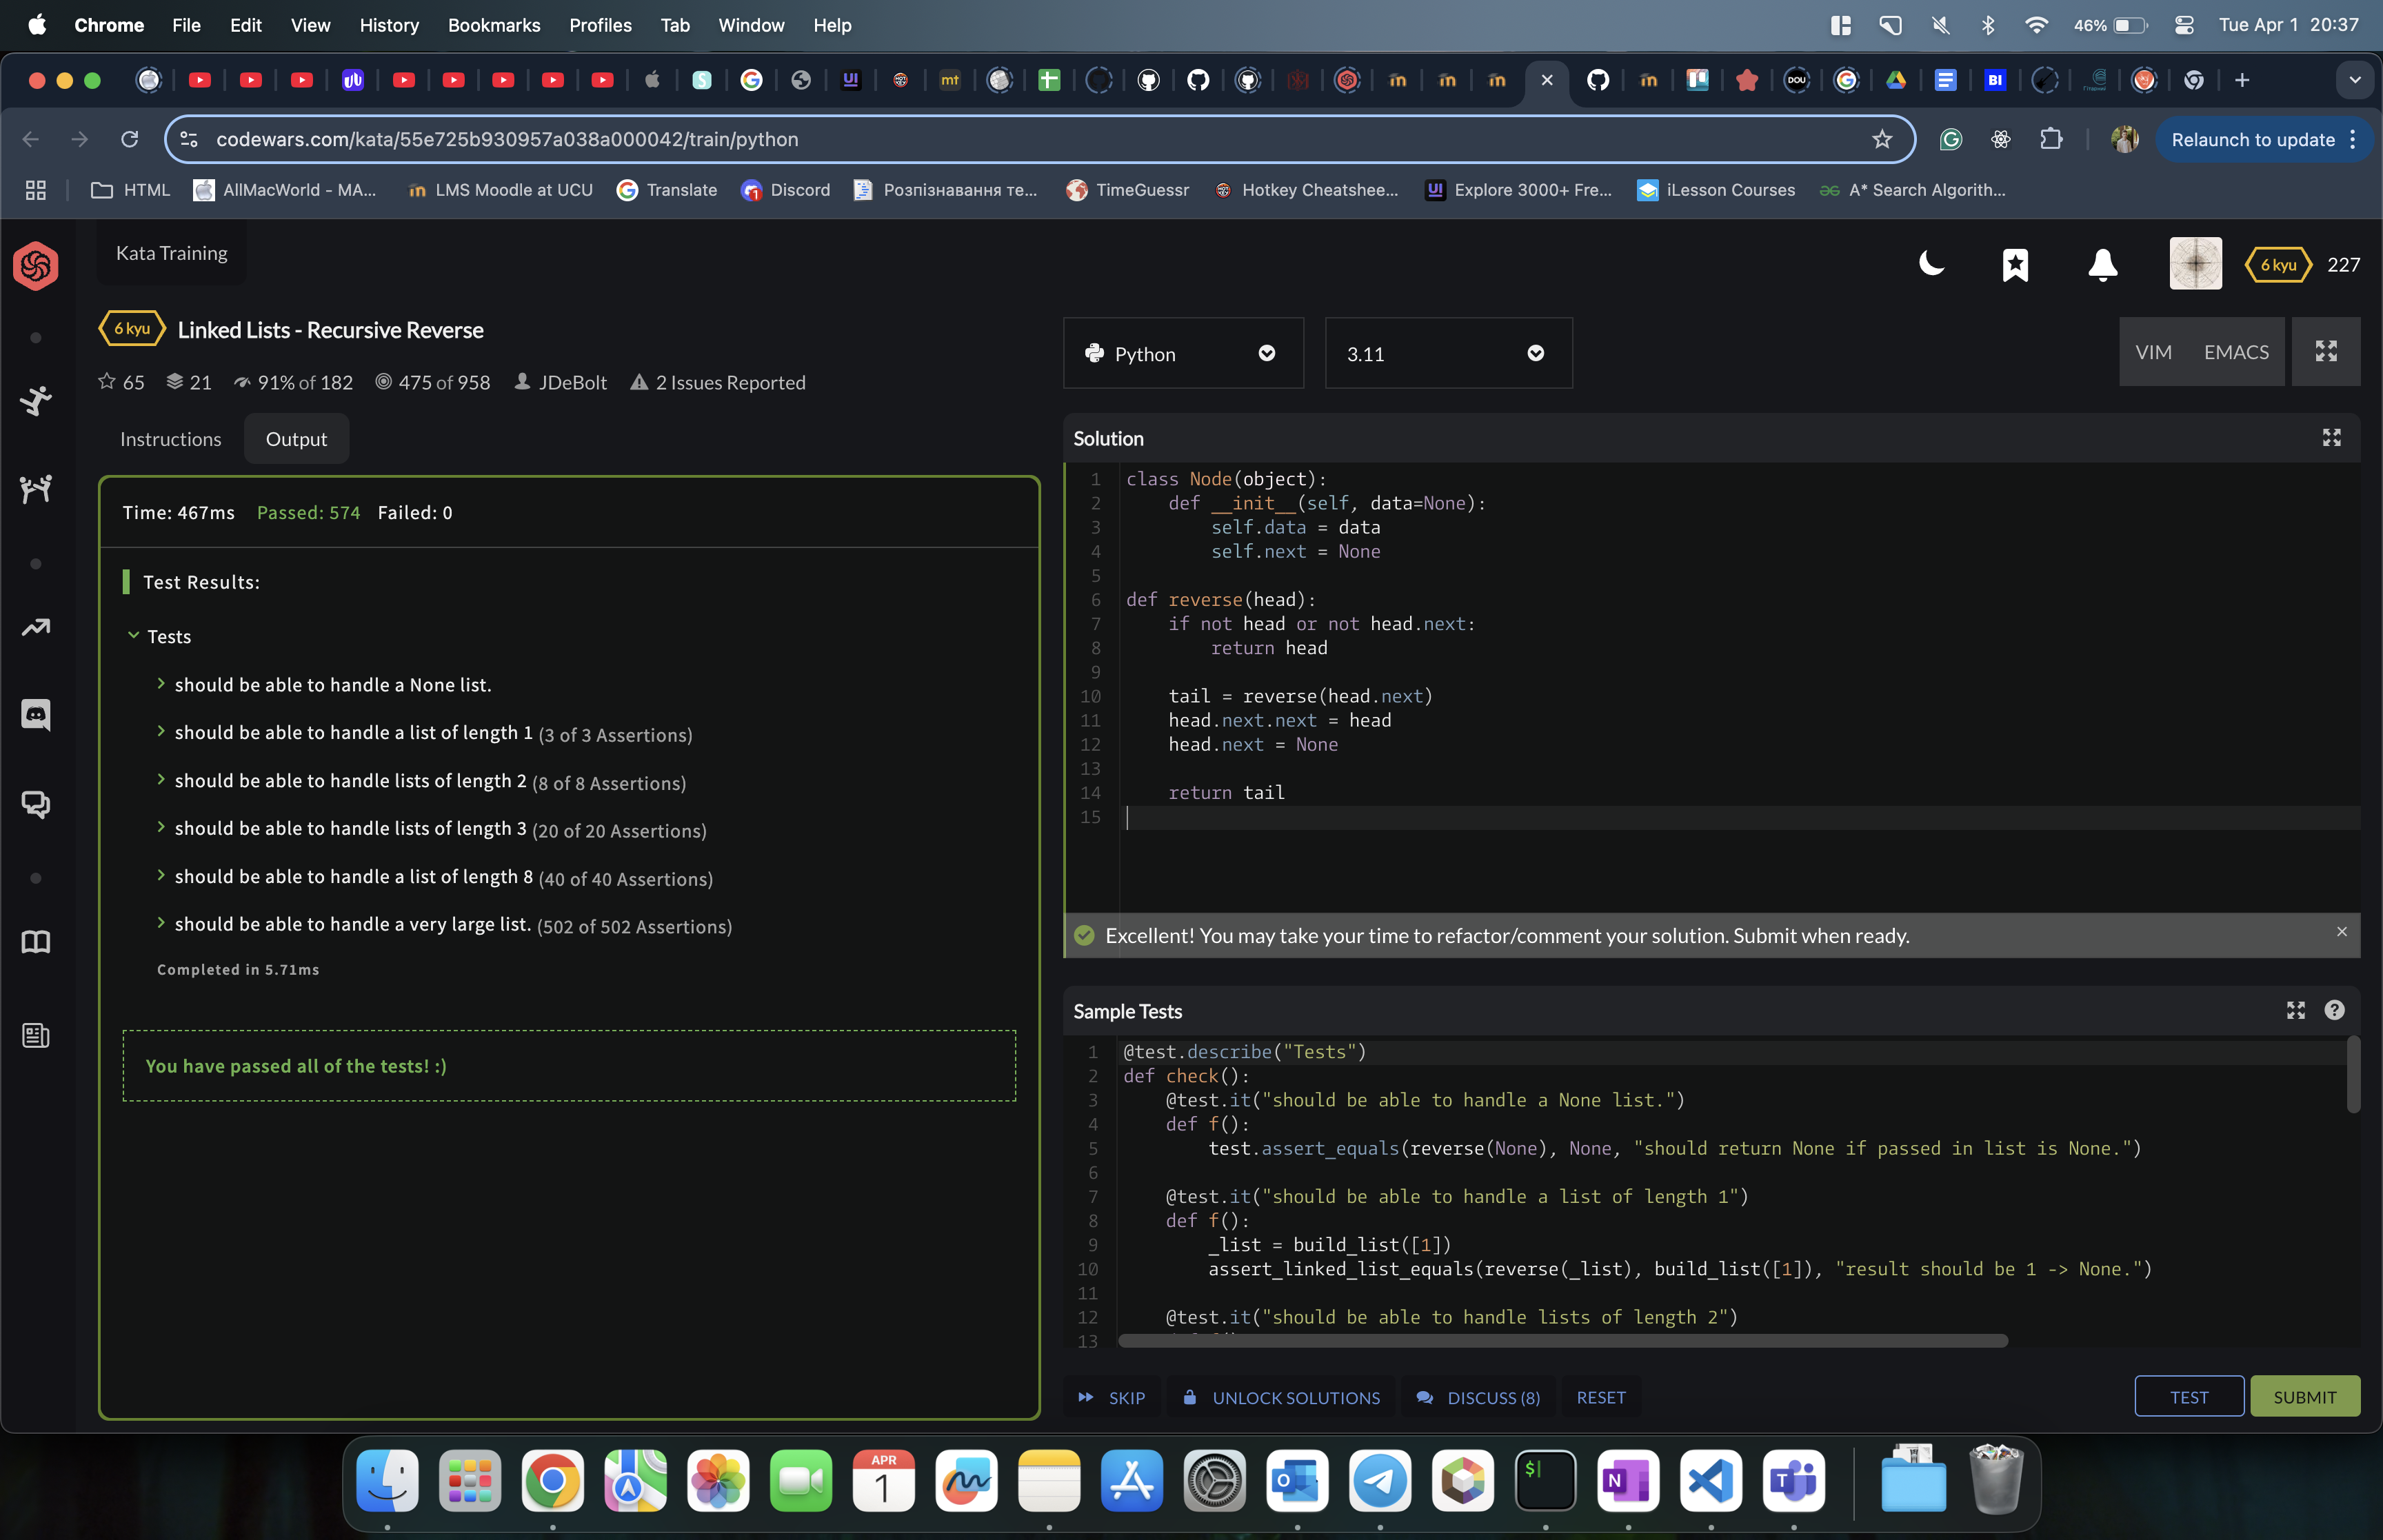 Chrome File Edit View History Bookmarks Profiles Tab Window Help 46% Tue Apr 1 20:37
codewars.com/kata/55e725b930957a038a000042/train/python Relaunch to update
HTML AllMacWorld - MA... LMS Moodle at UCU Translate Discord Розпізнавання те... TimeGuessr Hotkey Cheatshee... Explore 3000+ Fre... iLesson Courses A* Search Algorith...
Kata Training
6 kyu 227
6 kyu Linked Lists - Recursive Reverse
65 21 91% of 182 475 of 958 JDeBolt 2 Issues Reported
Python 3.11 VIM EMACS
Instructions Output
Time: 467ms Passed: 574 Failed: 0
Test Results:
Tests
should be able to handle a None list.
should be able to handle a list of length 1 (3 of 3 Assertions)
should be able to handle lists of length 2 (8 of 8 Assertions)
should be able to handle lists of length 3 (20 of 20 Assertions)
should be able to handle a list of length 8 (40 of 40 Assertions)
should be able to handle a very large list. (502 of 502 Assertions)
Completed in 5.71ms
You have passed all of the tests! :)
Solution
1 class Node(object):
2     def __init__(self, data=None):
3         self.data = data
4         self.next = None
5
6 def reverse(head):
7     if not head or not head.next:
8         return head
9
10     tail = reverse(head.next)
11     head.next.next = head
12     head.next = None
13
14     return tail
15
Excellent! You may take your time to refactor/comment your solution. Submit when ready.
Sample Tests
1 @test.describe("Tests")
2 def check():
3     @test.it("should be able to handle a None list.")
4     def f():
5         test.assert_equals(reverse(None), None, "should return None if passed in list is None.")
6
7     @test.it("should be able to handle a list of length 1")
8     def f():
9         _list = build_list([1])
10         assert_linked_list_equals(reverse(_list), build_list([1]), "result should be 1 -> None.")
11
12     @test.it("should be able to handle lists of length 2")
13
SKIP UNLOCK SOLUTIONS DISCUSS (8) RESET TEST SUBMIT
APR
1